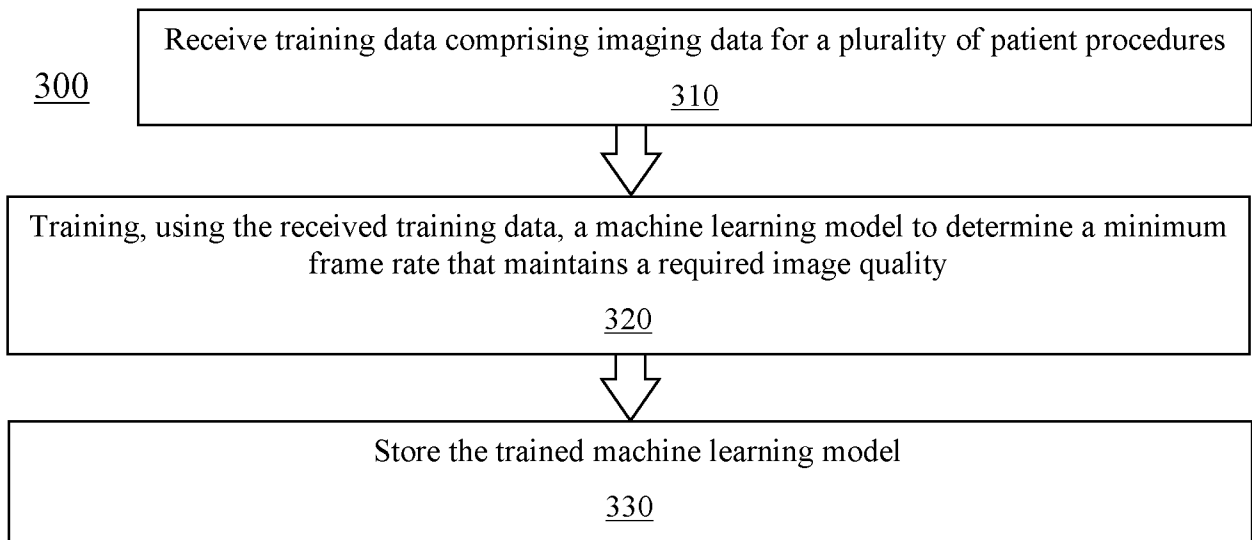 Receive training data comprising imaging data for a plurality of patient procedures
300
310
Training, using the received training data, a machine learning model to determine a minimum
frame rate that maintains a required image quality
320
Store the trained machine learning model
330